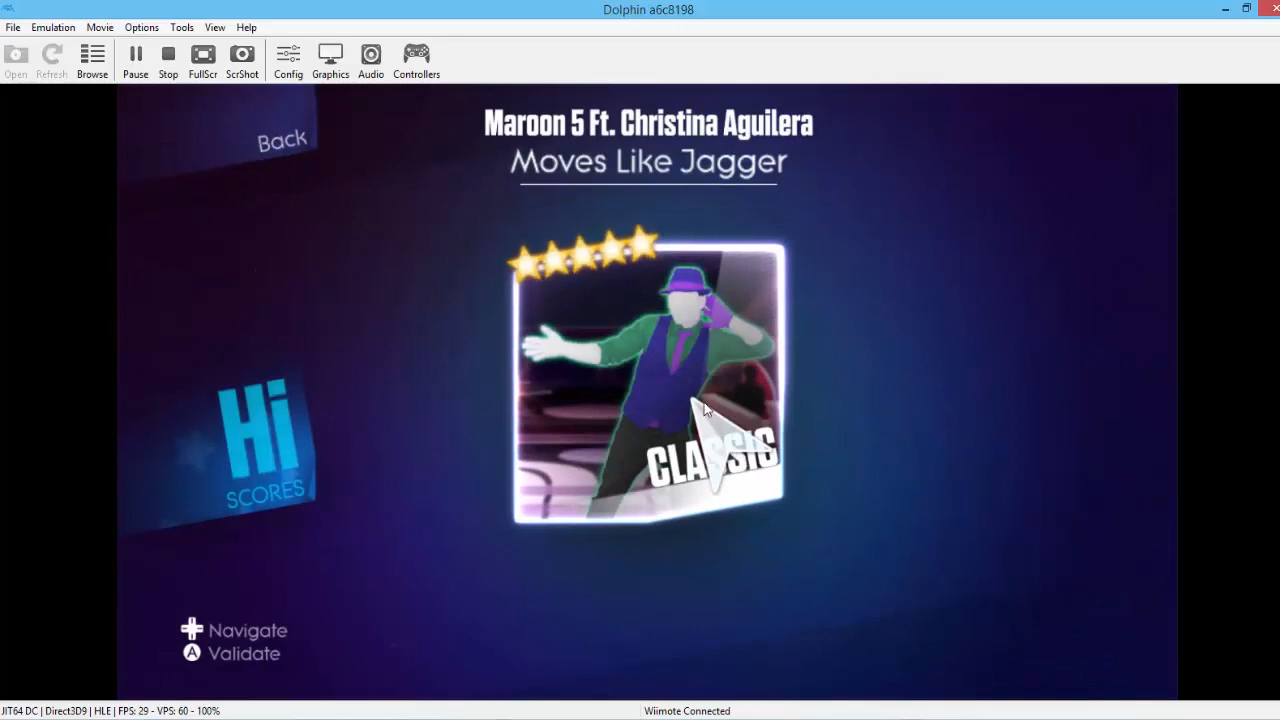 Dolphin a6c8198
File Emulation Movie Options Tools View Help
Open Refresh Browse Pause Stop FullScr ScrShot Config Graphics Audio Controllers
Back
Maroon 5 Ft. Christina Aguilera
Moves Like Jagger
CLASSIC
Hi
SCORES
Navigate
A Validate
JIT64 DC | Direct3D9 | HLE | FPS: 29 - VPS: 60 - 100%
Wiimote Connected